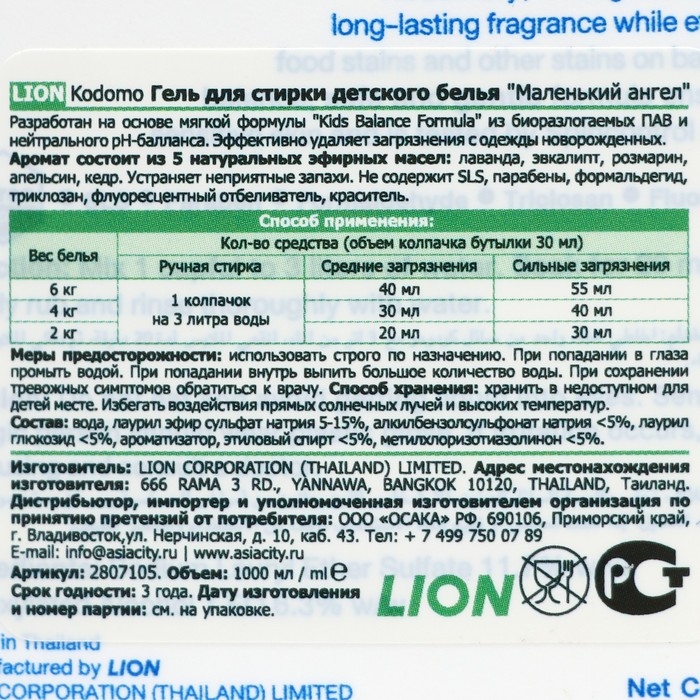 long-lasting fragrance while e
food stains and other stains on ba
LION Kodomo Гель для стирки детского белья "Маленький ангел"
Разработан на основе мягкой формулы "Kids Balance Formula" из биоразлагаемых ПАВ и
нейтрального pH-балланса. Эффективно удаляет загрязнения с одежды новорожденных.
Аромат состоит из 5 натуральных эфирных масел: лаванда, эвкалипт, розмарин,
апельсин, кедр. Устраняет неприятные запахи. Не содержит SLS, парабены, формальдегид,
триклозан, флуоресцентный отбеливатель, краситель.
Способ применения:
Вес белья Кол-во средства (объем колпачка бутылки 30 мл)
Ручная стирка Средние загрязнения Сильные загрязнения
6 кг 1 колпачок на 3 литра воды 40 мл 55 мл
4 кг 30 мл 40 мл
2 кг 20 мл 30 мл
Меры предосторожности: использовать строго по назначению. При попадании в глаза
промыть водой. При попадании внутрь выпить большое количество воды. При сохранении
тревожных симптомов обратиться к врачу. Способ хранения: хранить в недоступном для
детей месте. Избегать воздействия прямых солнечных лучей и высоких температур.
Состав: вода, лаурил эфир сульфат натрия 5-15%, алкилбензолсульфонат натрия <5%, лаурил
глюкозид <5%, ароматизатор, этиловый спирт <5%, метилхлоризотиазолинон <5%.
Изготовитель: LION CORPORATION (THAILAND) LIMITED. Адрес местонахождения
изготовителя: 666 RAMA 3 RD., YANNAWA, BANGKOK 10120, THAILAND, Таиланд.
Дистрибьютор, импортер и уполномоченная изготовителем организация по
принятию претензий от потребителя: ООО «ОСАКА» РФ, 690106, Приморский край,
г. Владивосток,ул. Нерчинская, д. 10, каб. 43. Тел: + 7 499 750 07 89
E-mail: info@asiacity.ru | www.asiacity.ru
Артикул: 2807105. Объем: 1000 мл / ml ℮
Срок годности: 3 года. Дата изготовления
и номер партии: см. на упаковке.
LION
РСТ
in Thailand
factured by LION
CORPORATION (THAILAND) LIMITED
Net C